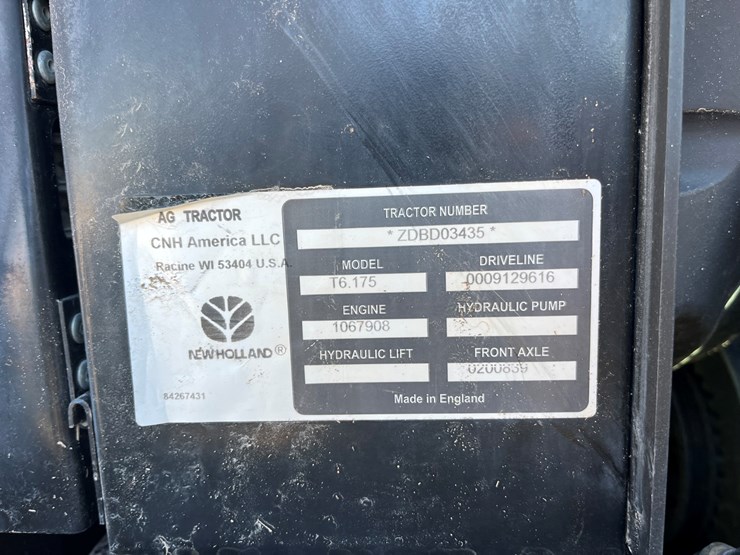 AG TRACTOR
CNH America LLC
Racine WI 53404 U.S.A.
NEW HOLLAND®
84267431
TRACTOR NUMBER
* ZDBD03435 *
MODEL
T6.175
DRIVELINE
0009129616
ENGINE
1067908
HYDRAULIC PUMP
HYDRAULIC LIFT
FRONT AXLE
0200839
Made in England